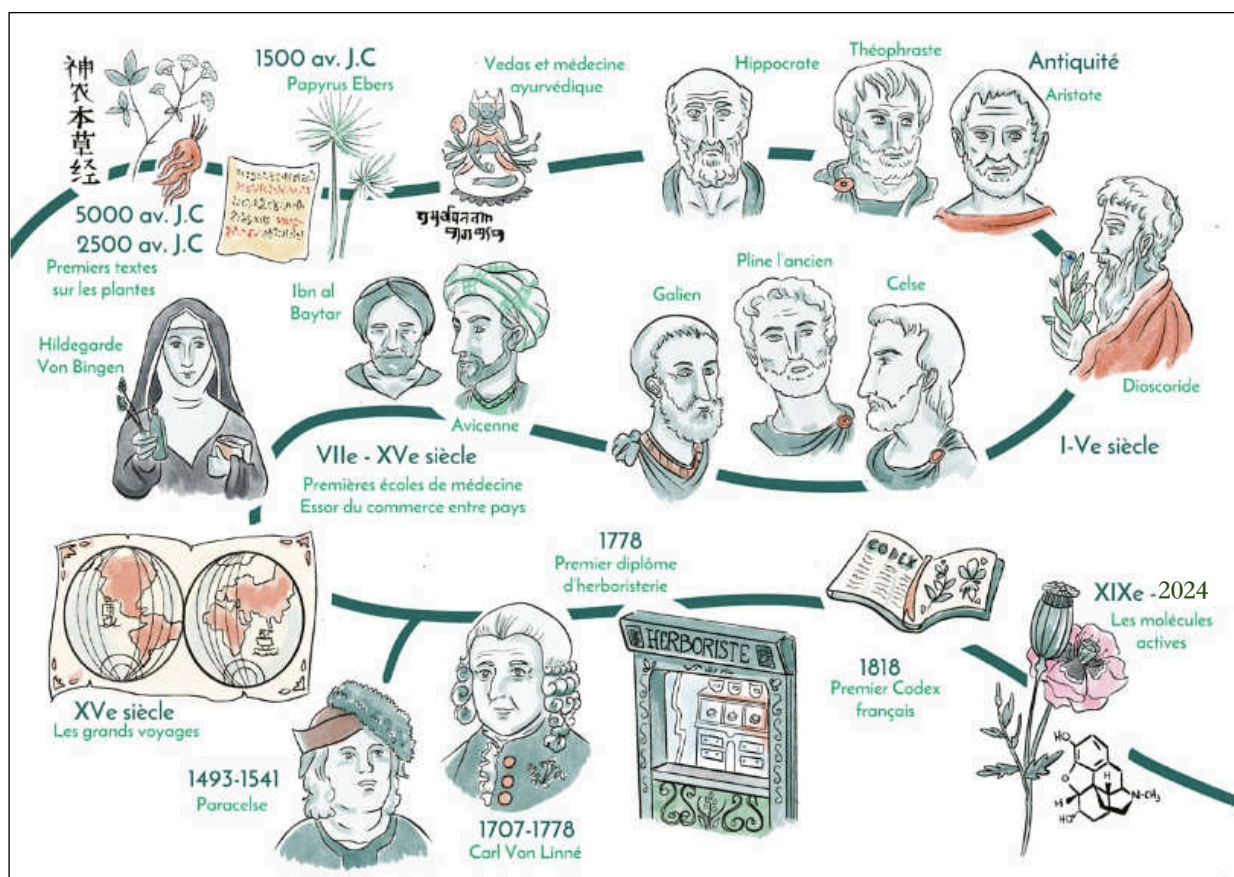 神农本草经
5000 av. J.C
2500 av. J.C
Premiers textes
sur les plantes
1500 av. J.C
Papyrus Ebers
Vedas et médecine
ayurvédique
Hippocrate
Théophraste
Antiquité
Aristote
Dioscoride
I-Ve siècle
Celse
Pline l'ancien
Galien
Avicenne
Ibn al
Baytar
VIIe - XVe siècle
Premières écoles de médecine
Essor du commerce entre pays
Hildegarde
Von Bingen
XVe siècle
Les grands voyages
1493-1541
Paracelse
1707-1778
Carl Von Linné
1778
Premier diplôme
d'herboristerie
HERBORISTE
CODEX
1818
Premier Codex
français
XIXe -2024
Les molécules
actives
HO
O
H
H
N-CH₃
HO